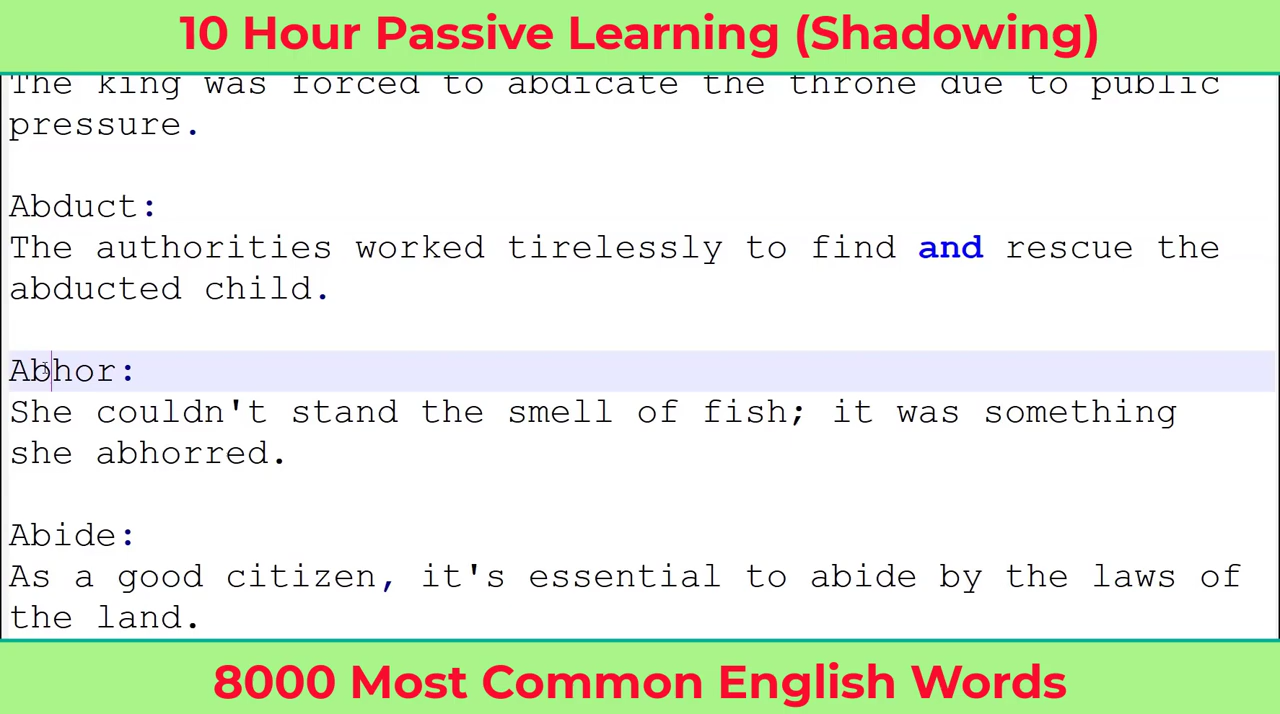 10 Hour Passive Learning (Shadowing)
The king was forced to abdicate the throne due to public
pressure.
Abduct:
The authorities worked tirelessly to find and rescue the
abducted child.
Abhor:
She couldn't stand the smell of fish; it was something
she abhorred.
Abide:
As a good citizen, it's essential to abide by the laws of
the land.
8000 Most Common English Words